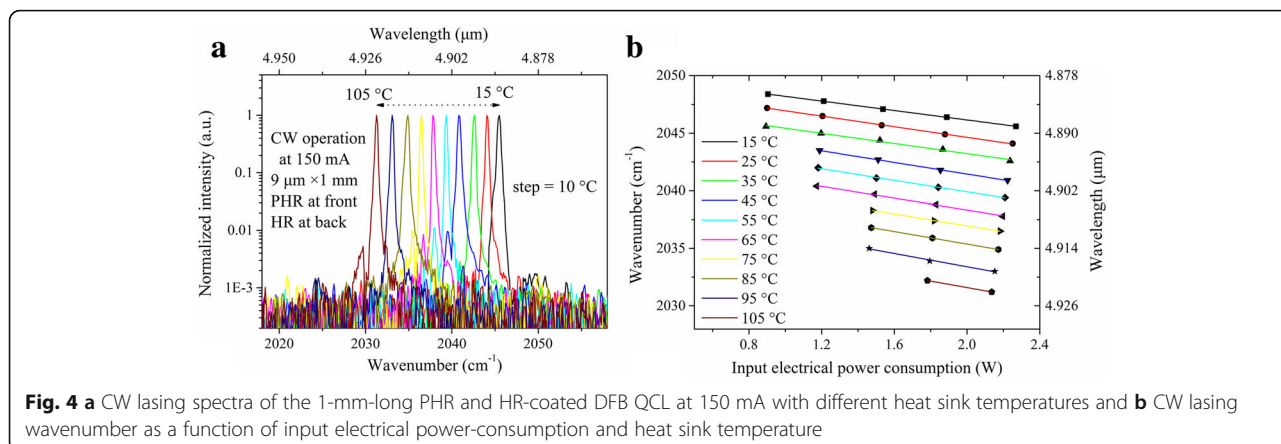 a
Wavelength (μm)
4.950 4.926 4.902 4.878
105 °C 15 °C
CW operation
at 150 mA
9 μm ×1 mm
PHR at front
HR at back
step = 10 °C
Normalized intensity (a.u.)
1
0.1
0.01
1E-3
2020 2030 2040 2050
Wavenumber (cm-1)
b
Wavenumber (cm-1)
2050
2045
2040
2035
2030
15 °C
25 °C
35 °C
45 °C
55 °C
65 °C
75 °C
85 °C
95 °C
105 °C
4.878
4.890
4.902
4.914
4.926
Wavelength (μm)
0.8 1.2 1.6 2.0 2.4
Input electrical power consumption (W)
Fig. 4 a CW lasing spectra of the 1-mm-long PHR and HR-coated DFB QCL at 150 mA with different heat sink temperatures and b CW lasing
wavenumber as a function of input electrical power-consumption and heat sink temperature